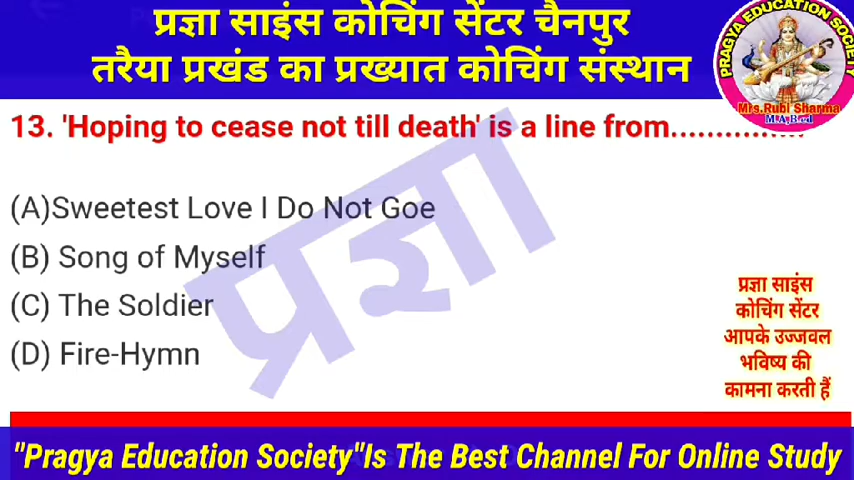 प्रज्ञा साइंस कोचिंग सेंटर चैनपुर
तरैया प्रखंड का प्रख्यात कोचिंग संस्थान
PRAGYA EDUCATION SOCIETY
Mrs.Rubi Sharma
M.A,B.ed
13. 'Hoping to cease not till death' is a line from...............
(A)Sweetest Love I Do Not Goe
(B) Song of Myself
(C) The Soldier
(D) Fire-Hymn
प्रज्ञा
प्रज्ञा साइंस
कोचिंग सेंटर
आपके उज्जवल
भविष्य की
कामना करती हैं
"Pragya Education Society"Is The Best Channel For Online Study